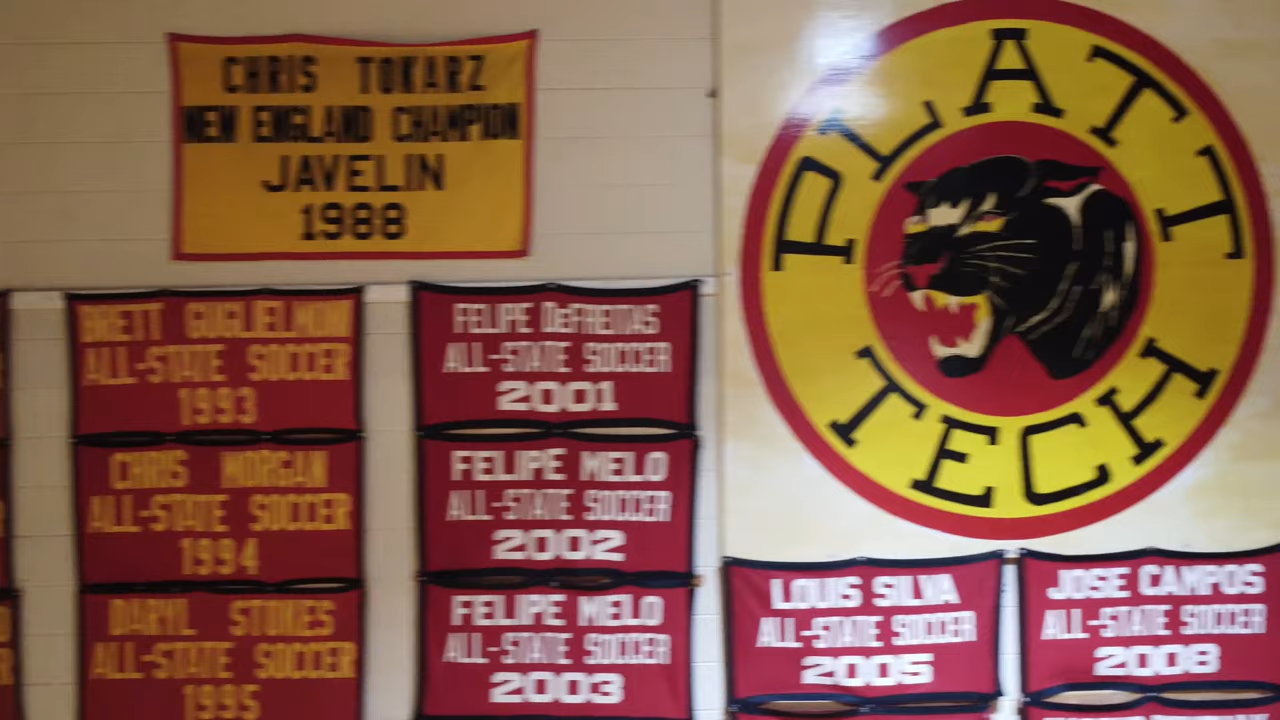 CHRIS TOKARZ
NEW ENGLAND CHAMPION
JAVELIN
1988
PLATT
TECH
BRETT GUGLIELMONI
ALL-STATE SOCCER
1993
CHRIS MORGAN
ALL-STATE SOCCER
1994
DARYL STOKES
ALL-STATE SOCCER
1995
FELIPE DeFREITAS
ALL-STATE SOCCER
2001
FELIPE MELO
ALL-STATE SOCCER
2002
FELIPE MELO
ALL-STATE SOCCER
2003
LOUIS SILVA
ALL-STATE SOCCER
2005
JOSE CAMPOS
ALL-STATE SOCCER
2008